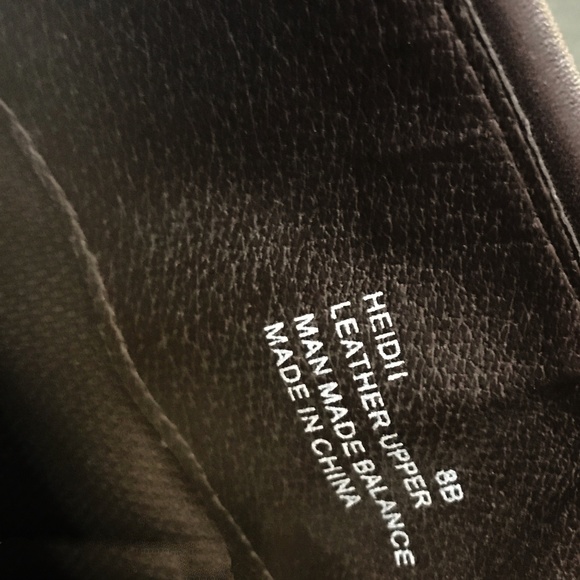 HEIDII 8B
LEATHER UPPER
MAN MADE BALANCE
MADE IN CHINA